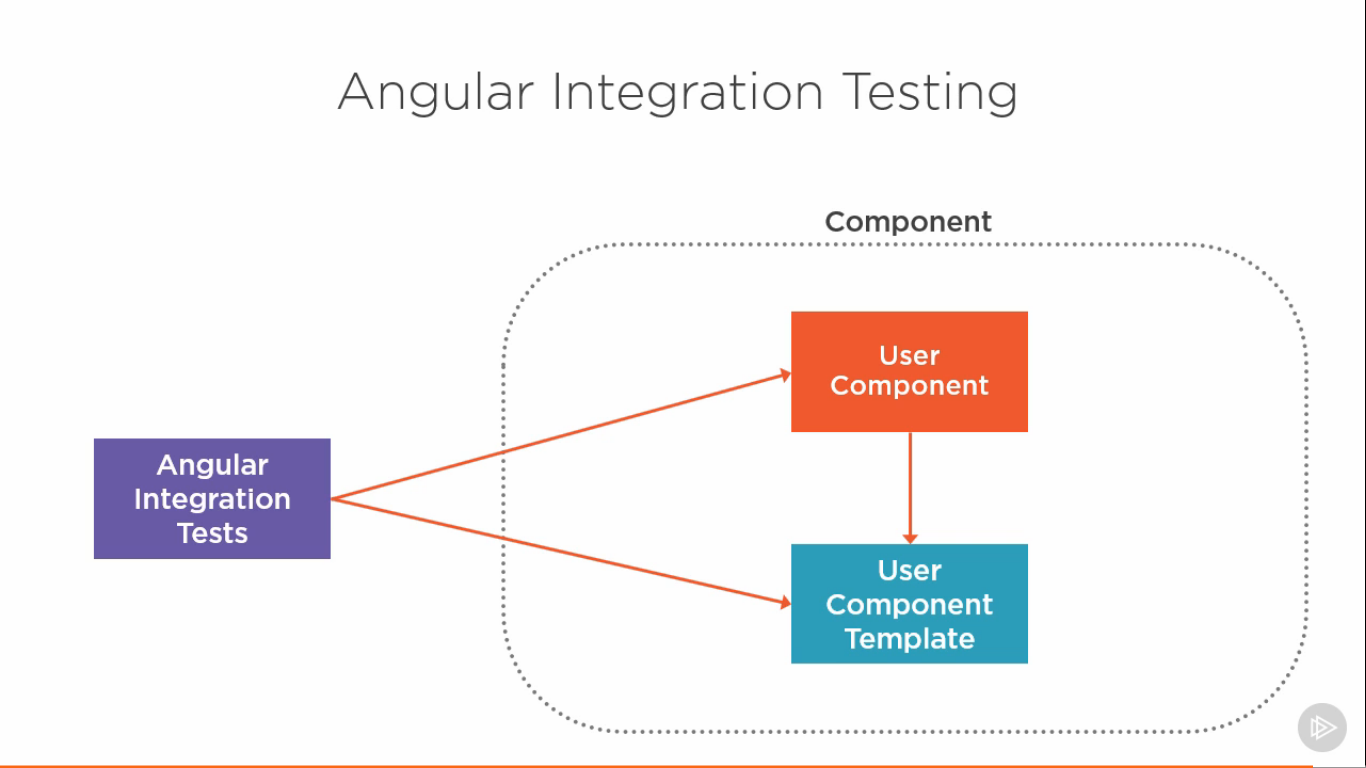 Angular Integration Testing
Component
User
Component
Angular
Integration
Tests
User
Component
Template